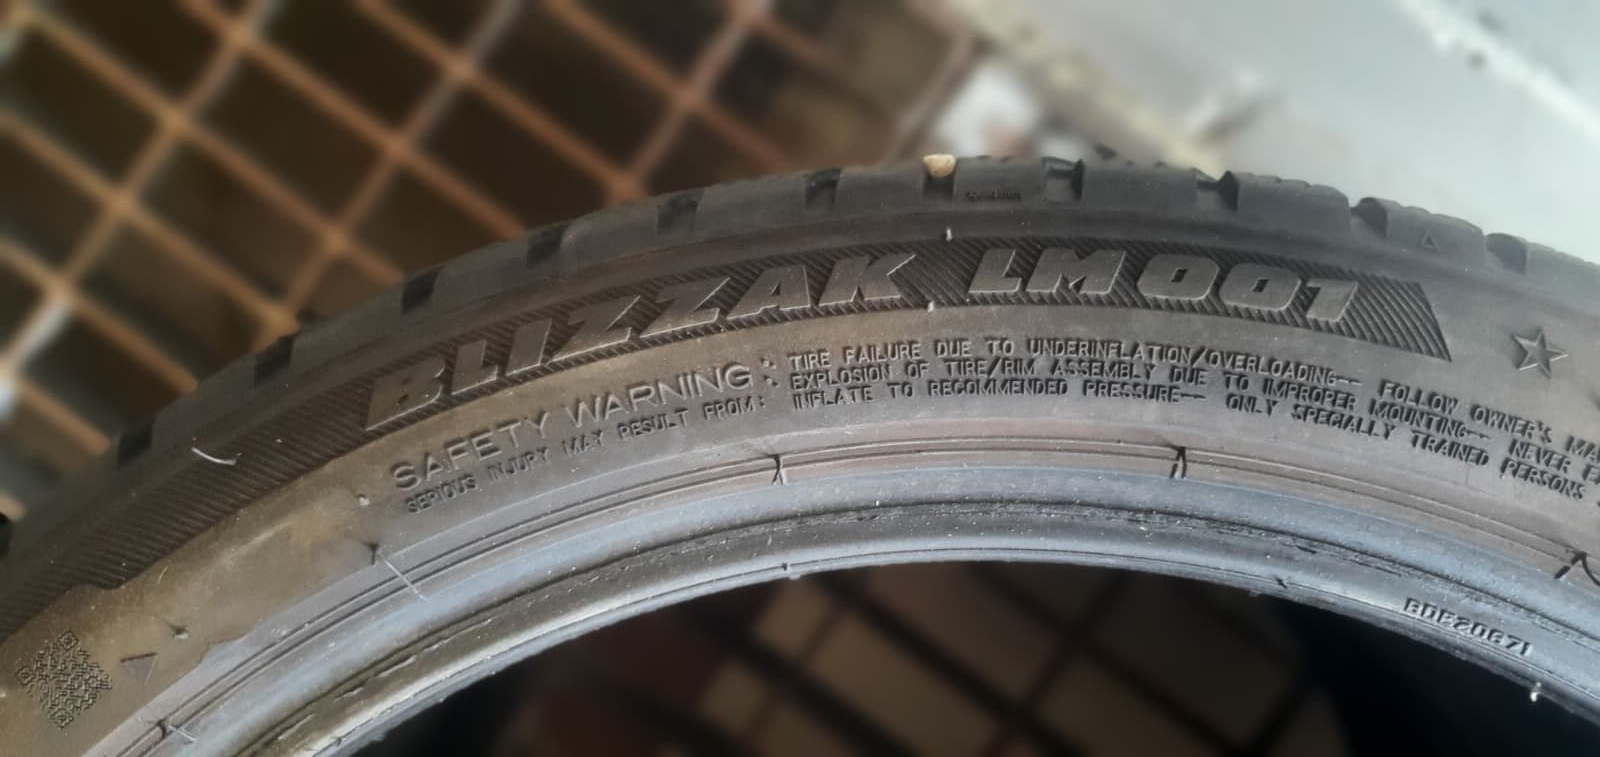 BLIZZAK LM001
SAFETY WARNING:
SERIOUS INJURY MAY RESULT FROM:
TIRE FAILURE DUE TO UNDERINFLATION/OVERLOADING-- FOLLOW OWNER'S MA
EXPLOSION OF TIRE/RIM ASSEMBLY DUE TO IMPROPER MOUNTING-- NEVER E
INFLATE TO RECOMMENDED PRESSURE-- ONLY SPECIALLY TRAINED PERSONS